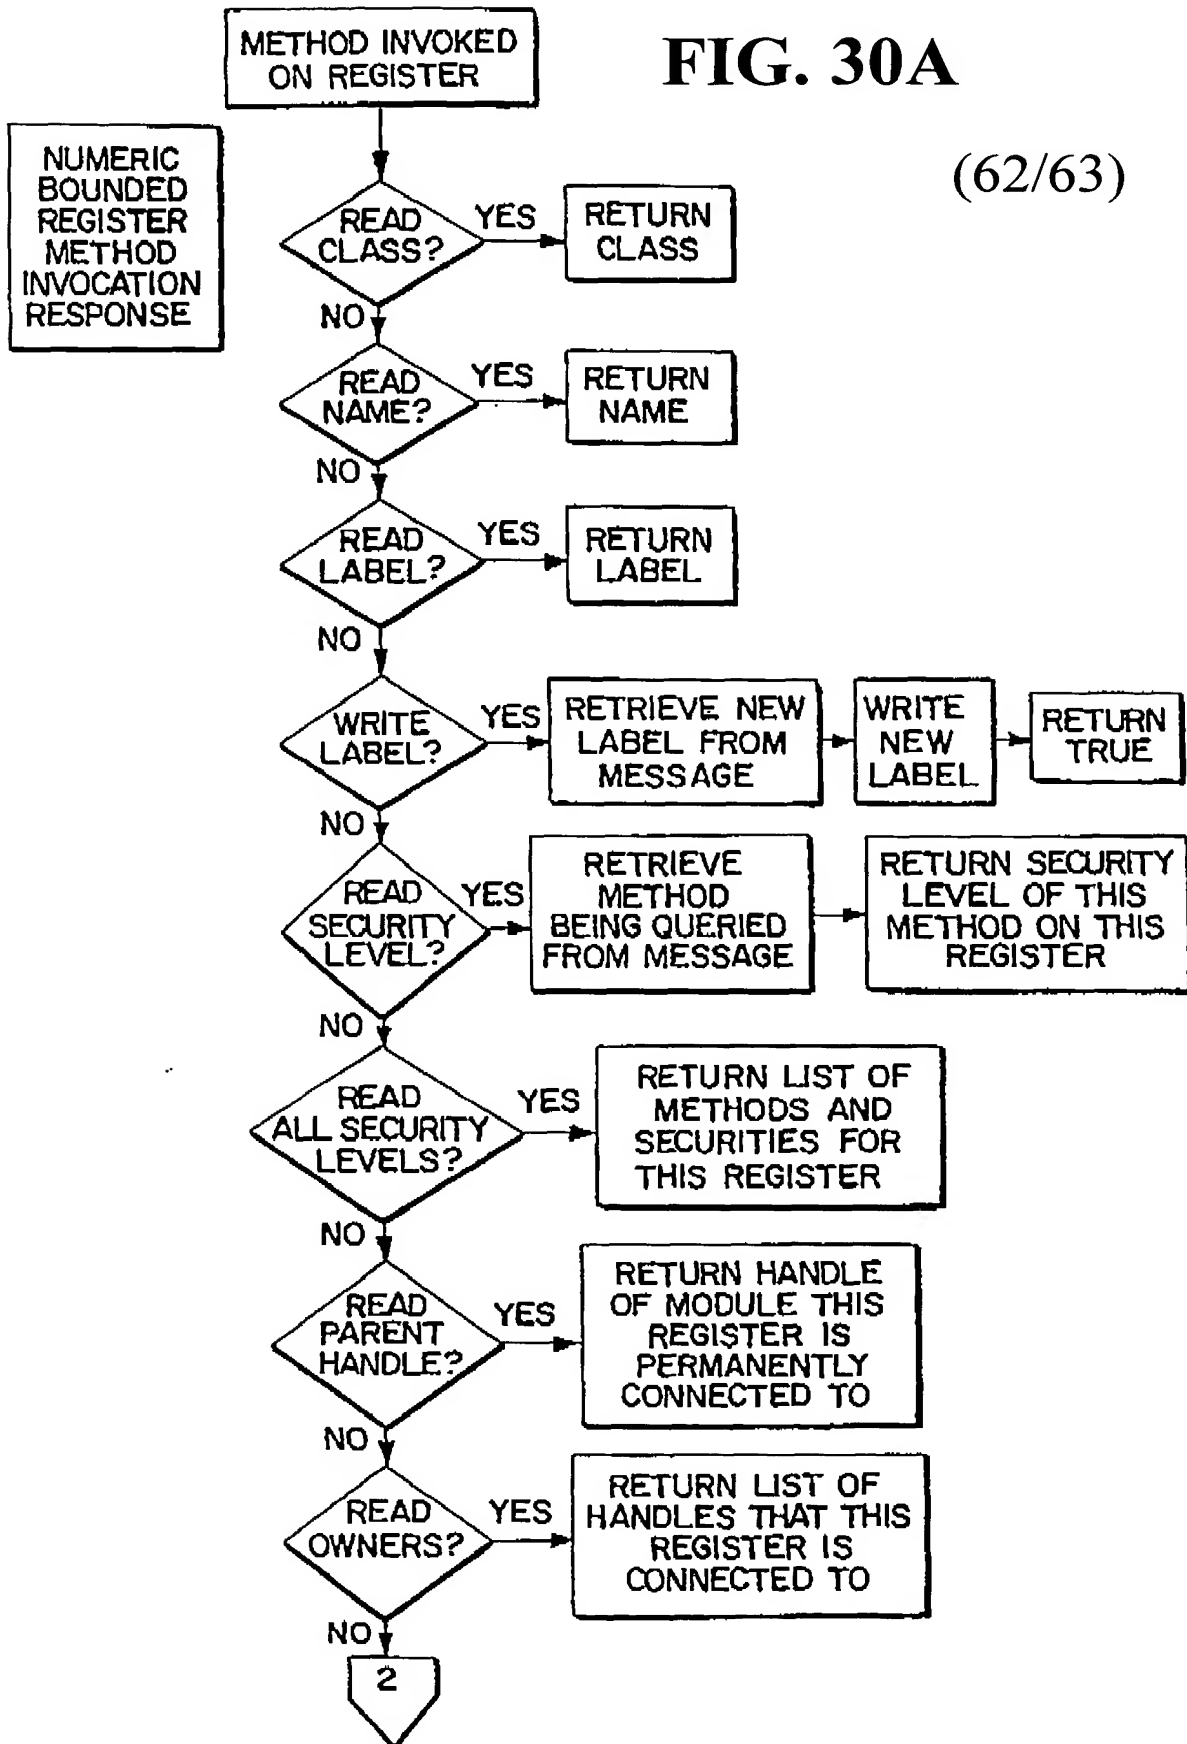 METHOD INVOKED
ON REGISTER
FIG. 30A
(62/63)
NUMERIC
BOUNDED
REGISTER
METHOD
INVOCATION
RESPONSE
READ
CLASS?
YES
RETURN
CLASS
NO
READ
NAME?
YES
RETURN
NAME
NO
READ
LABEL?
YES
RETURN
LABEL
NO
WRITE
LABEL?
YES
RETRIEVE NEW
LABEL FROM
MESSAGE
WRITE
NEW
LABEL
RETURN
TRUE
NO
READ
SECURITY
LEVEL?
YES
RETRIEVE
METHOD
BEING QUERIED
FROM MESSAGE
RETURN SECURITY
LEVEL OF THIS
METHOD ON THIS
REGISTER
NO
READ
ALL SECURITY
LEVELS?
YES
RETURN LIST OF
METHODS AND
SECURITIES FOR
THIS REGISTER
NO
READ
PARENT
HANDLE?
YES
RETURN HANDLE
OF MODULE THIS
REGISTER IS
PERMANENTLY
CONNECTED TO
NO
READ
OWNERS?
YES
RETURN LIST OF
HANDLES THAT THIS
REGISTER IS
CONNECTED TO
NO
2